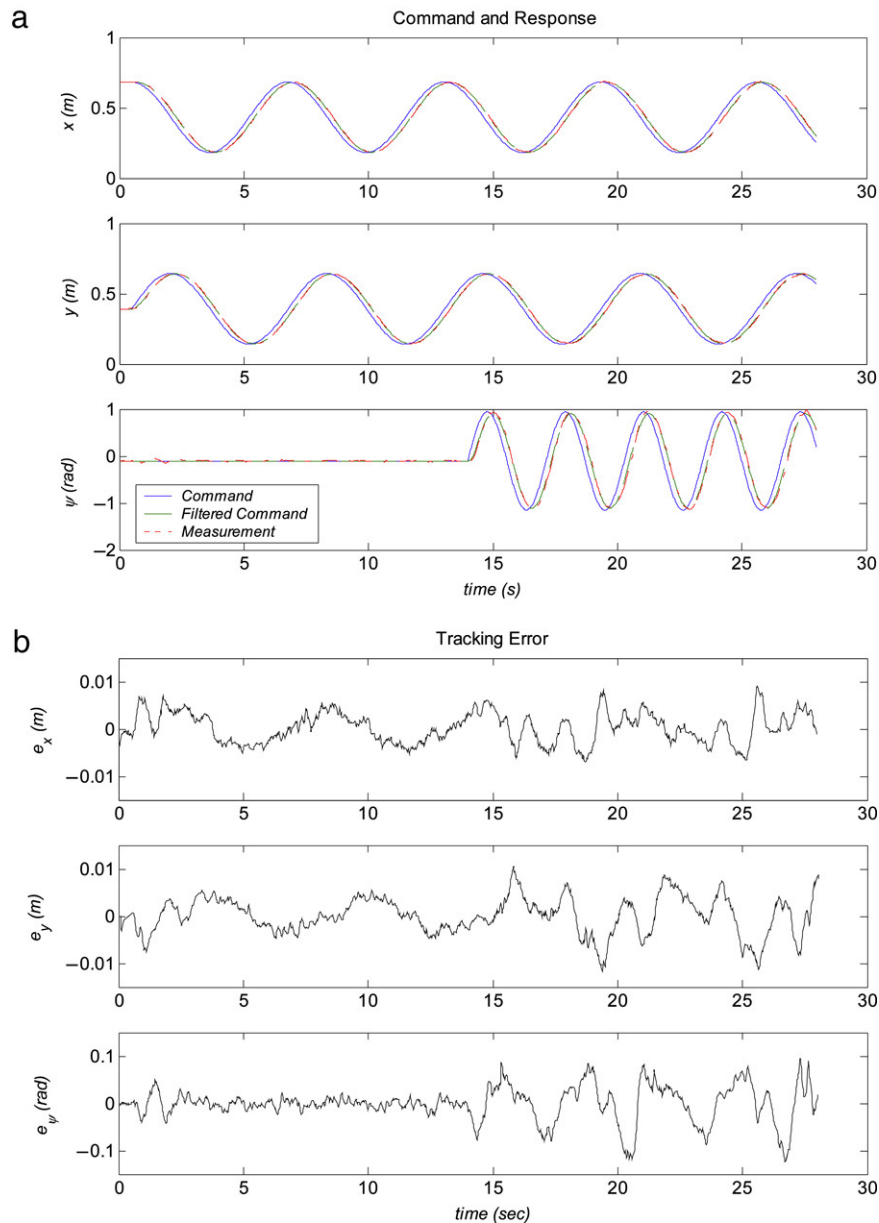 a
Command and Response
1
0.5
0
x (m)
0 5 10 15 20 25 30
1
0.5
0
y (m)
0 5 10 15 20 25 30
1
0
−1
−2
ψ (rad)
Command
Filtered Command
Measurement
0 5 10 15 20 25 30
time (s)
b
Tracking Error
0.01
0
−0.01
e_x (m)
0 5 10 15 20 25 30
0.01
0
−0.01
e_y (m)
0 5 10 15 20 25 30
0.1
0
−0.1
e_ψ (rad)
0 5 10 15 20 25 30
time (sec)